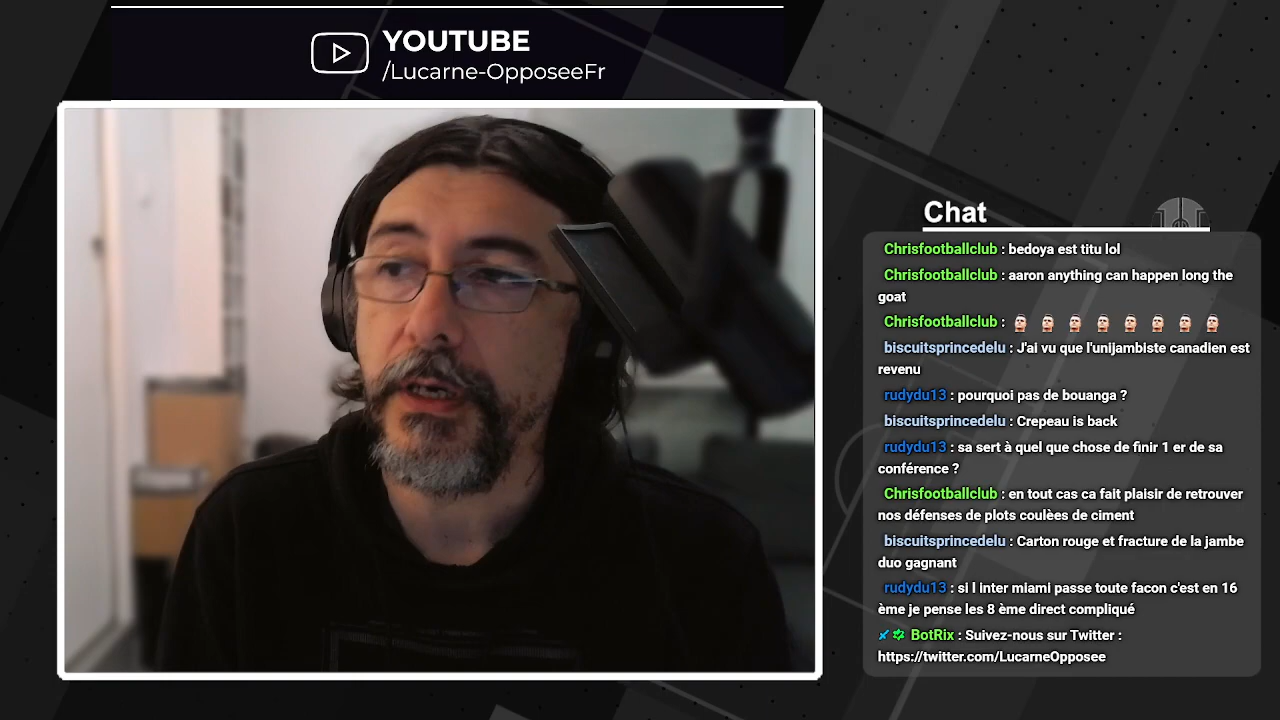 YOUTUBE
/Lucarne-OpposeeFr
Chat
Chrisfootballclub : bedoya est titu lol
Chrisfootballclub : aaron anything can happen long the
goat
Chrisfootballclub :
biscuitsprincedelu : J'ai vu que l'unijambiste canadien est
revenu
rudydu13 : pourquoi pas de bouanga ?
biscuitsprincedelu : Crepeau is back
rudydu13 : sa sert à quel que chose de finir 1 er de sa
conférence ?
Chrisfootballclub : en tout cas ca fait plaisir de retrouver
nos défenses de plots coulèes de ciment
biscuitsprincedelu : Carton rouge et fracture de la jambe
duo gagnant
rudydu13 : si l inter miami passe toute facon c'est en 16
ème je pense les 8 ème direct compliqué
BotRix : Suivez-nous sur Twitter :
https://twitter.com/LucarneOpposee